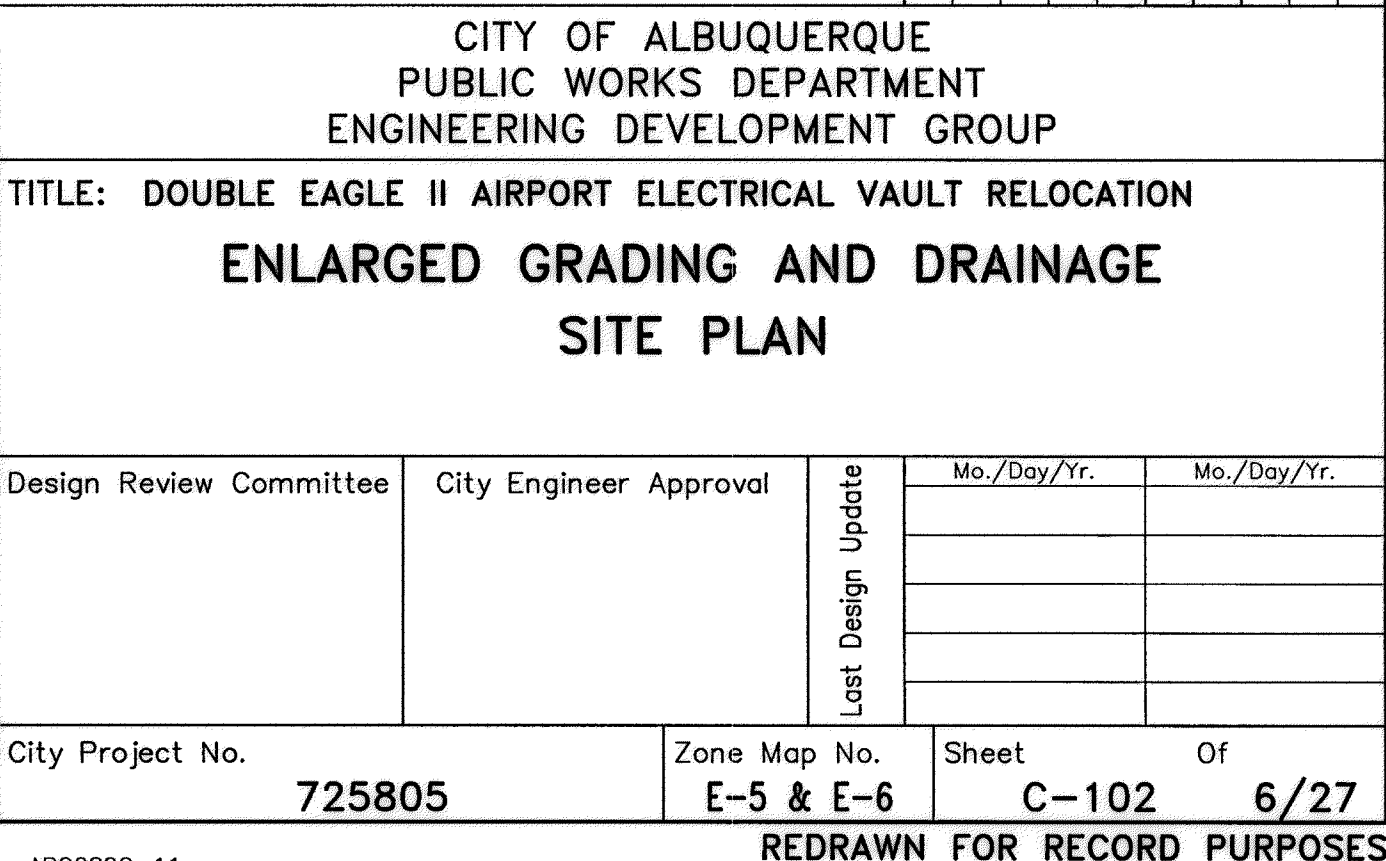 CITY OF ALBUQUERQUE
PUBLIC WORKS DEPARTMENT
ENGINEERING DEVELOPMENT GROUP
TITLE: DOUBLE EAGLE II AIRPORT ELECTRICAL VAULT RELOCATION
ENLARGED GRADING AND DRAINAGE
SITE PLAN
Design Review Committee
City Engineer Approval
Last Design Update
Mo./Day/Yr. Mo./Day/Yr.
City Project No.
725805
Zone Map No.
E-5 & E-6
Sheet Of
C-102 6/27
REDRAWN FOR RECORD PURPOSES